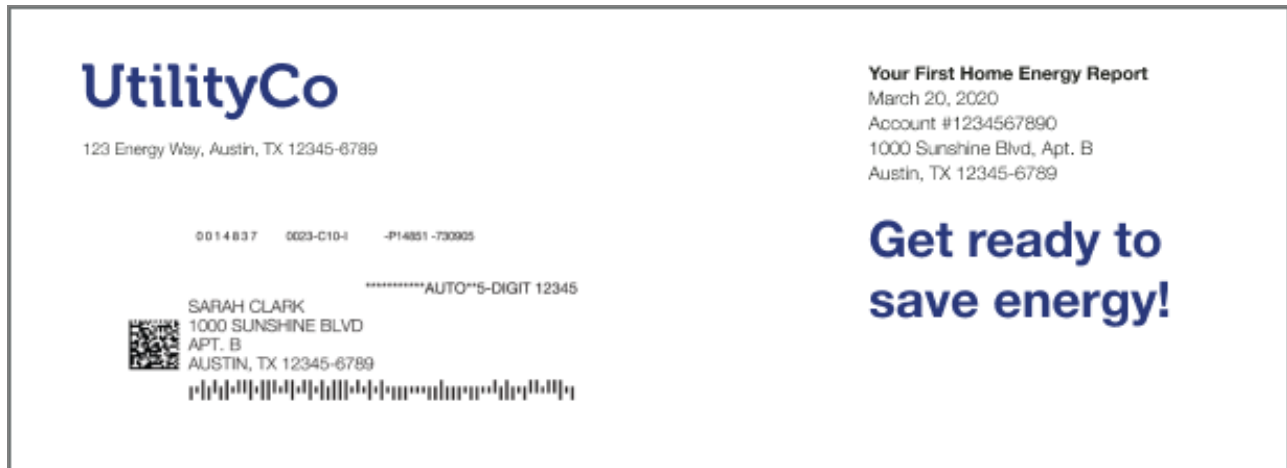 UtilityCo
123 Energy Way, Austin, TX 12345-6789
0014837 0023-C10-I -P14851 -730905
***********AUTO**5-DIGIT 12345
SARAH CLARK
1000 SUNSHINE BLVD
APT. B
AUSTIN, TX 12345-6789
Your First Home Energy Report
March 20, 2020
Account #1234567890
1000 Sunshine Blvd, Apt. B
Austin, TX 12345-6789
Get ready to
save energy!